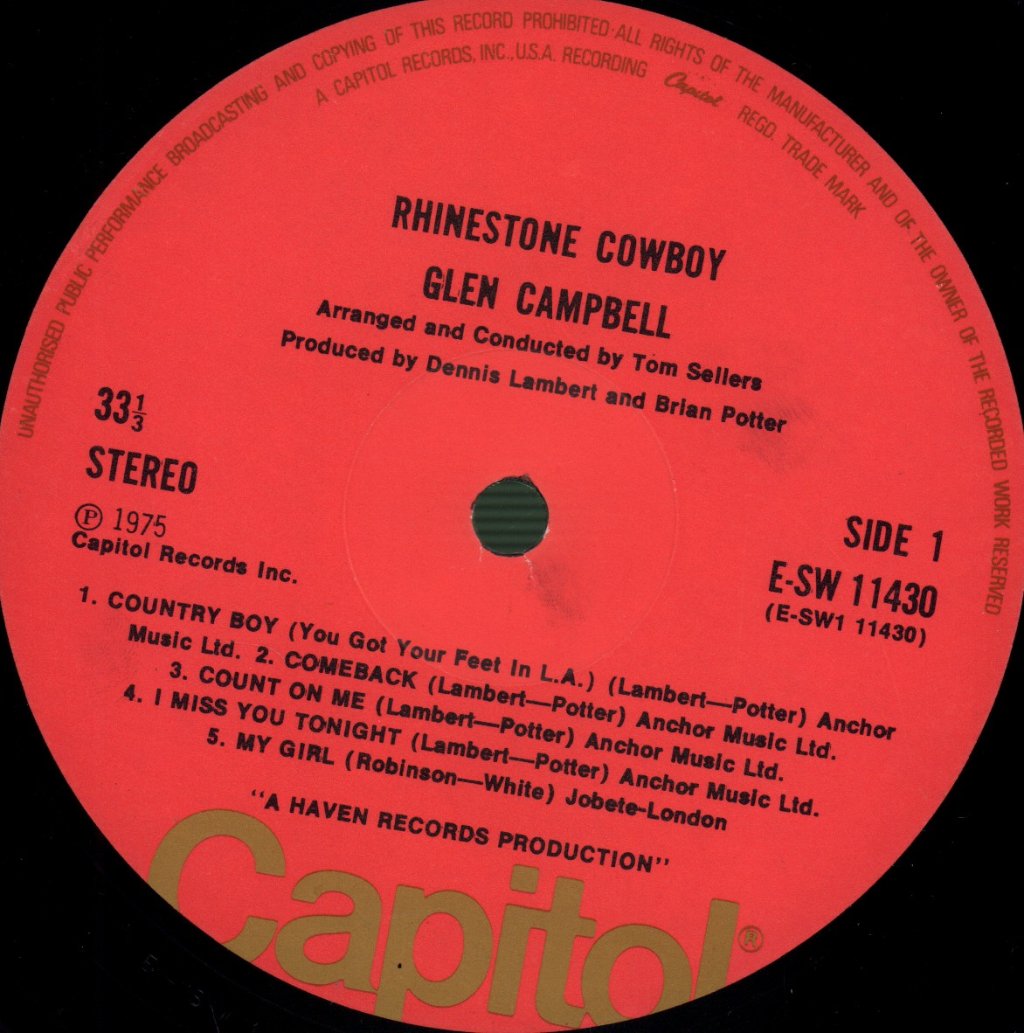 UNAUTHORISED PUBLIC PERFORMANCE BROADCASTING AND COPYING OF THIS RECORD PROHIBITED·ALL RIGHTS OF THE MANUFACTURER AND OF THE OWNER OF THE RECORDED WORK RESERVED
A CAPITOL RECORDS, INC., U.S.A. RECORDING Capitol REGD. TRADE MARK
RHINESTONE COWBOY
GLEN CAMPBELL
Arranged and Conducted by Tom Sellers
Produced by Dennis Lambert and Brian Potter
33⅓
STEREO
Ⓟ 1975
Capitol Records Inc.
SIDE 1
E-SW 11430
(E-SW1 11430)
1. COUNTRY BOY (You Got Your Feet In L.A.) (Lambert—Potter) Anchor
Music Ltd. 2. COMEBACK (Lambert—Potter) Anchor Music Ltd.
3. COUNT ON ME (Lambert—Potter) Anchor Music Ltd.
4. I MISS YOU TONIGHT (Lambert—Potter) Anchor Music Ltd.
5. MY GIRL (Robinson—White) Jobete-London
"A HAVEN RECORDS PRODUCTION"
Capitol®